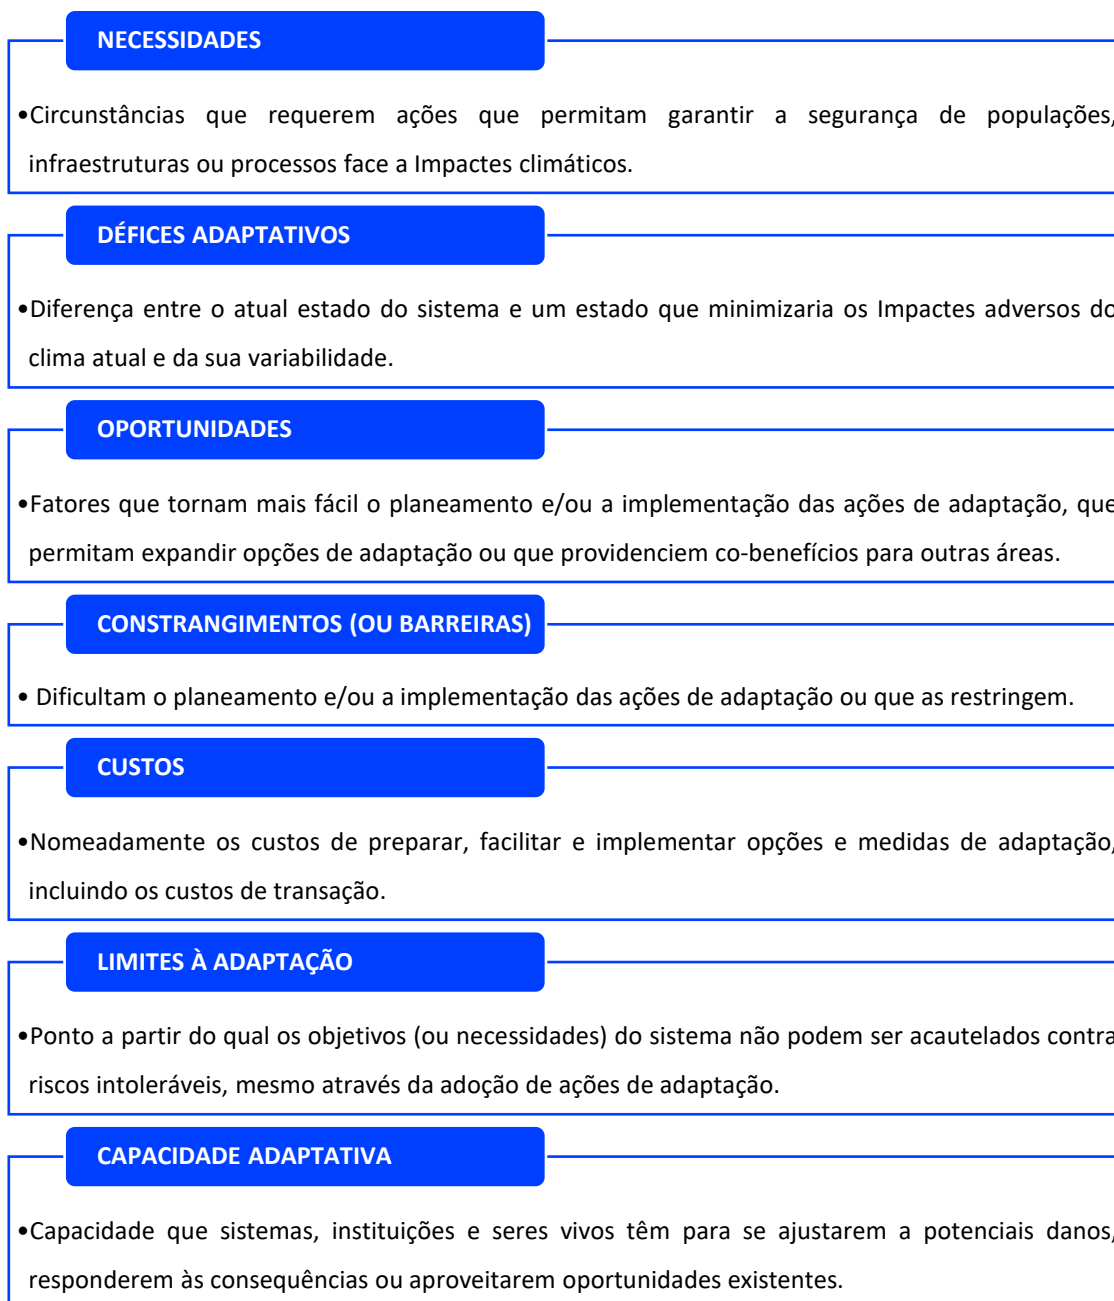 NECESSIDADES
•Circunstâncias que requerem ações que permitam garantir a segurança de populações,
infraestruturas ou processos face a Impactes climáticos.
DÉFICES ADAPTATIVOS
•Diferença entre o atual estado do sistema e um estado que minimizaria os Impactes adversos do
clima atual e da sua variabilidade.
OPORTUNIDADES
•Fatores que tornam mais fácil o planeamento e/ou a implementação das ações de adaptação, que
permitam expandir opções de adaptação ou que providenciem co-benefícios para outras áreas.
CONSTRANGIMENTOS (OU BARREIRAS)
• Dificultam o planeamento e/ou a implementação das ações de adaptação ou que as restringem.
CUSTOS
•Nomeadamente os custos de preparar, facilitar e implementar opções e medidas de adaptação,
incluindo os custos de transação.
LIMITES À ADAPTAÇÃO
•Ponto a partir do qual os objetivos (ou necessidades) do sistema não podem ser acautelados contra
riscos intoleráveis, mesmo através da adoção de ações de adaptação.
CAPACIDADE ADAPTATIVA
•Capacidade que sistemas, instituições e seres vivos têm para se ajustarem a potenciais danos,
responderem às consequências ou aproveitarem oportunidades existentes.